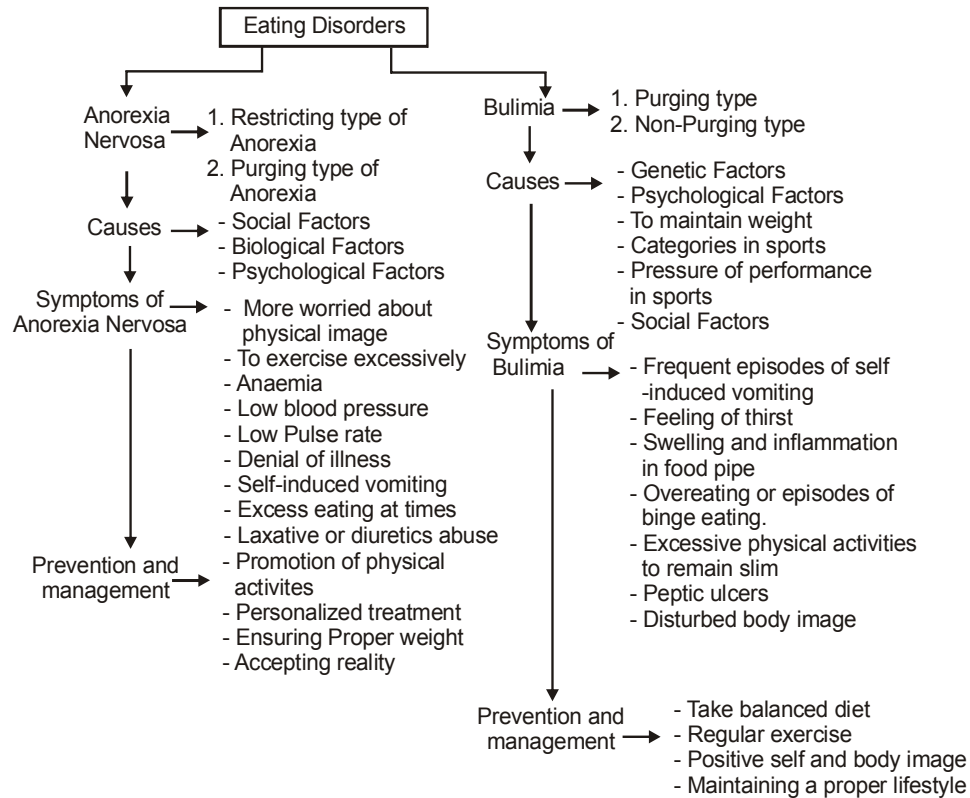 Eating Disorders
Anorexia
Nervosa
1. Restricting type of
Anorexia
2. Purging type of
Anorexia
Causes
- Social Factors
- Biological Factors
- Psychological Factors
Symptoms of
Anorexia Nervosa
- More worried about
physical image
- To exercise excessively
- Anaemia
- Low blood pressure
- Low Pulse rate
- Denial of illness
- Self-induced vomiting
- Excess eating at times
- Laxative or diuretics abuse
Prevention and
management
- Promotion of physical
activites
- Personalized treatment
- Ensuring Proper weight
- Accepting reality
Bulimia
1. Purging type
2. Non-Purging type
Causes
- Genetic Factors
- Psychological Factors
- To maintain weight
- Categories in sports
- Pressure of performance
in sports
- Social Factors
Symptoms of
Bulimia
- Frequent episodes of self
-induced vomiting
- Feeling of thirst
- Swelling and inflammation
in food pipe
- Overeating or episodes of
binge eating.
- Excessive physical activities
to remain slim
- Peptic ulcers
- Disturbed body image
Prevention and
management
- Take balanced diet
- Regular exercise
- Positive self and body image
- Maintaining a proper lifestyle